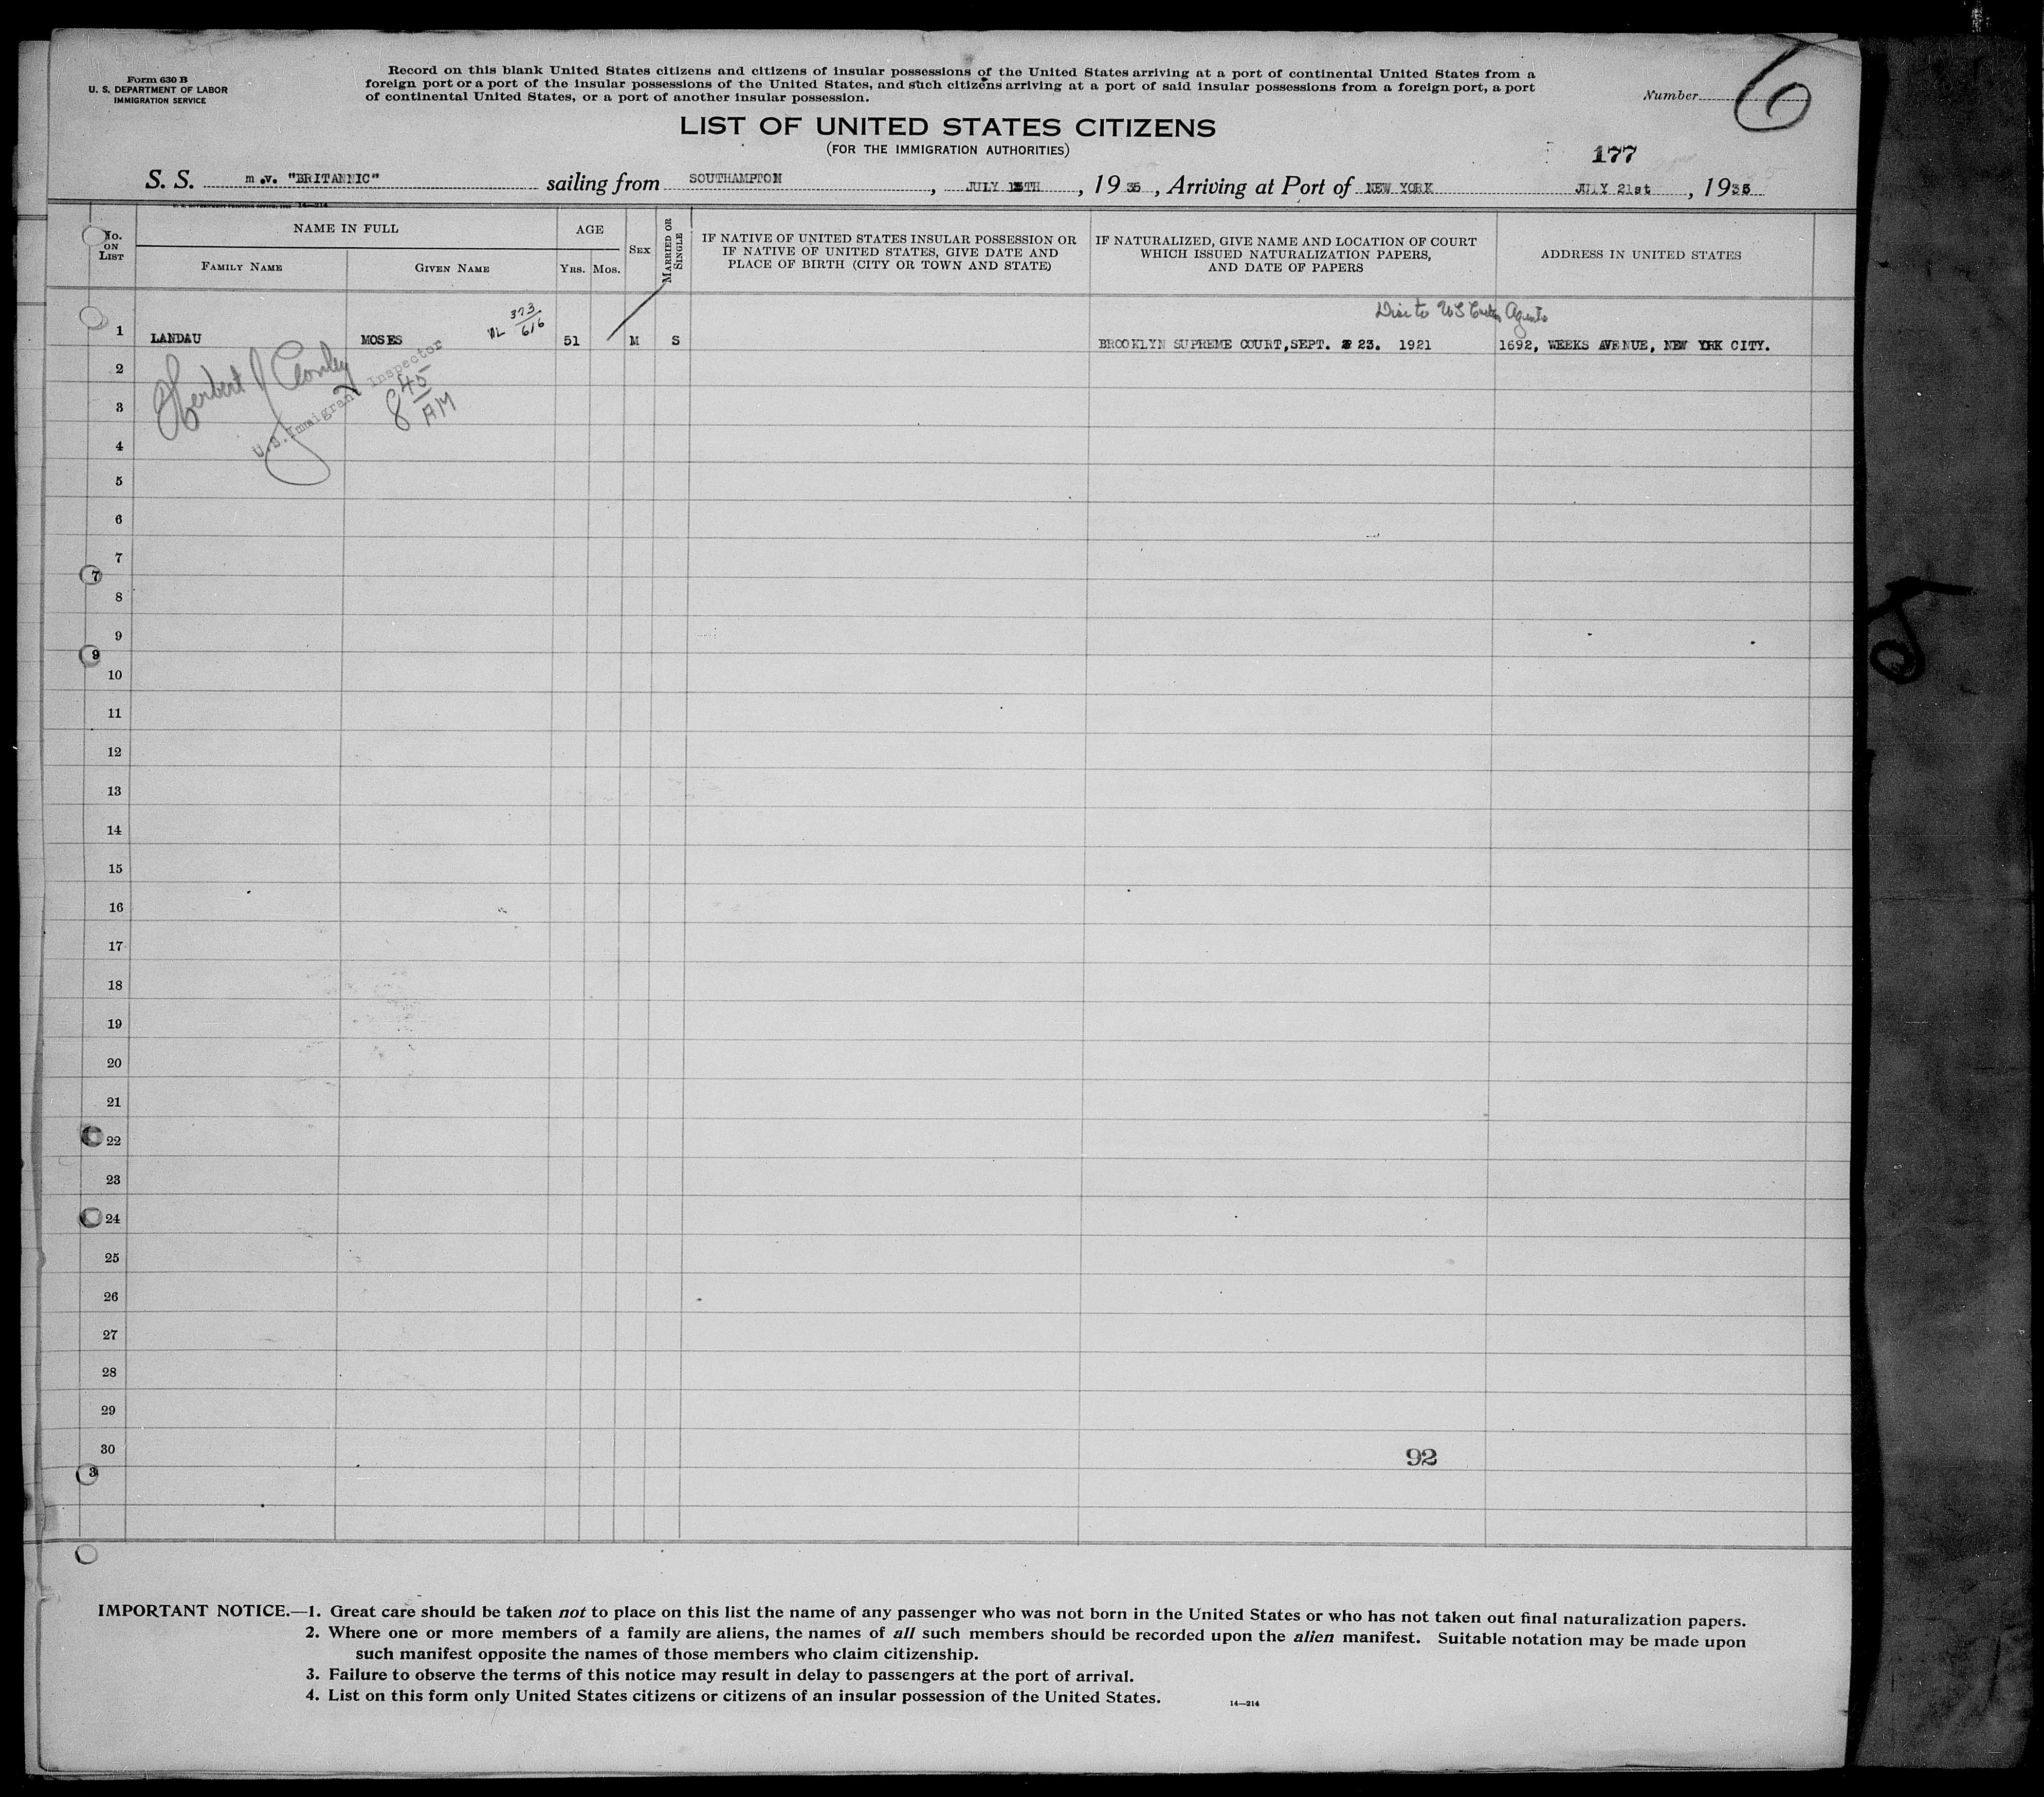 Form 630 B
U. S. DEPARTMENT OF LABOR
IMMIGRATION SERVICE
Record on this blank United States citizens and citizens of insular possessions of the United States arriving at a port of continental United States from a
foreign port or a port of the insular possessions of the United States, and such citizens arriving at a port of said insular possessions from a foreign port, a port
of continental United States, or a port of another insular possession.
Number 6
LIST OF UNITED STATES CITIZENS
(FOR THE IMMIGRATION AUTHORITIES)
177
S. S. m.v. "BRITANNIC" sailing from SOUTHAMPTON, JULY TH, 1935, Arriving at Port of NEW YORK JULY 21st, 1935
14—214
No. ON LIST
NAME IN FULL
FAMILY NAME
GIVEN NAME
AGE
YRS. MOS.
SEX
MARRIED OR SINGLE
IF NATIVE OF UNITED STATES INSULAR POSSESSION OR
IF NATIVE OF UNITED STATES, GIVE DATE AND
PLACE OF BIRTH (CITY OR TOWN AND STATE)
IF NATURALIZED, GIVE NAME AND LOCATION OF COURT
WHICH ISSUED NATURALIZATION PAPERS,
AND DATE OF PAPERS
ADDRESS IN UNITED STATES
373
616
Agents
1 LANDAU MOSES 51 M S BROOKLYN SUPREME COURT, SEPT. 23. 1921 1692, WEEKS AVENUE, NEW YRK CITY.
2
Herbert J
U.S. Immigrant Inspector
8 45
AM
3
4
5
6
7
7
8
9
9
10
11
12
13
14
15
16
17
18
19
20
21
22
23
24
25
26
27
28
29
30
92
3
IMPORTANT NOTICE.—1. Great care should be taken not to place on this list the name of any passenger who was not born in the United States or who has not taken out final naturalization papers.
2. Where one or more members of a family are aliens, the names of all such members should be recorded upon the alien manifest. Suitable notation may be made upon
such manifest opposite the names of those members who claim citizenship.
3. Failure to observe the terms of this notice may result in delay to passengers at the port of arrival.
4. List on this form only United States citizens or citizens of an insular possession of the United States.
14—214